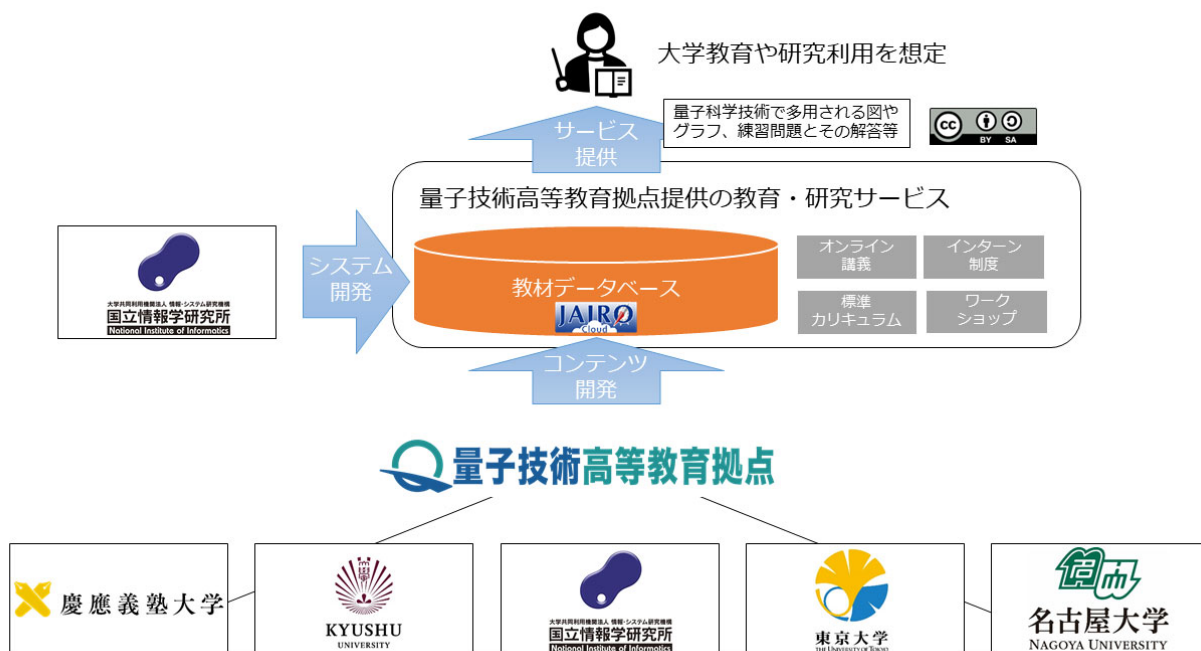 大学教育や研究利用を想定
サービス
提供
量子科学技術で多用される図や
グラフ、練習問題とその解答等
cc
BY SA
量子技術高等教育拠点提供の教育・研究サービス
大学共同利用機関法人 情報・システム研究機構
国立情報学研究所
National Institute of Informatics
システム
開発
教材データベース
JAIRO
Cloud
オンライン
講義
インターン
制度
標準
カリキュラム
ワーク
ショップ
コンテンツ
開発
量子技術高等教育拠点
慶應義塾大学
KYUSHU
UNIVERSITY
大学共同利用機関法人 情報・システム研究機構
国立情報学研究所
National Institute of Informatics
東京大学
THE UNIVERSITY OF TOKYO
名大
名古屋大学
NAGOYA UNIVERSITY